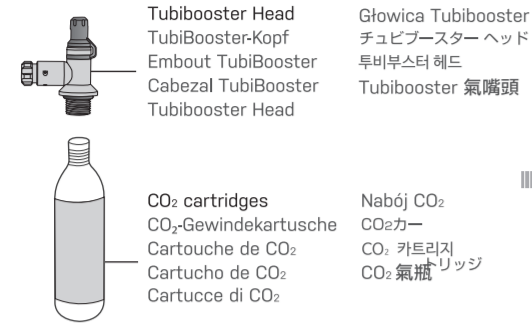 Tubibooster Head
TubiBooster-Kopf
Embout TubiBooster
Cabezal TubiBooster
Tubibooster Head
Głowica Tubibooster
チュビブースター ヘッド
투비부스터 헤드
Tubibooster 氣嘴頭
CO₂ cartridges
CO₂-Gewindekartusche
Cartouche de CO₂
Cartucho de CO₂
Cartucce di CO₂
Nabój CO₂
CO₂カー
CO₂ 카트리지
トリッジ
CO₂ 氣瓶